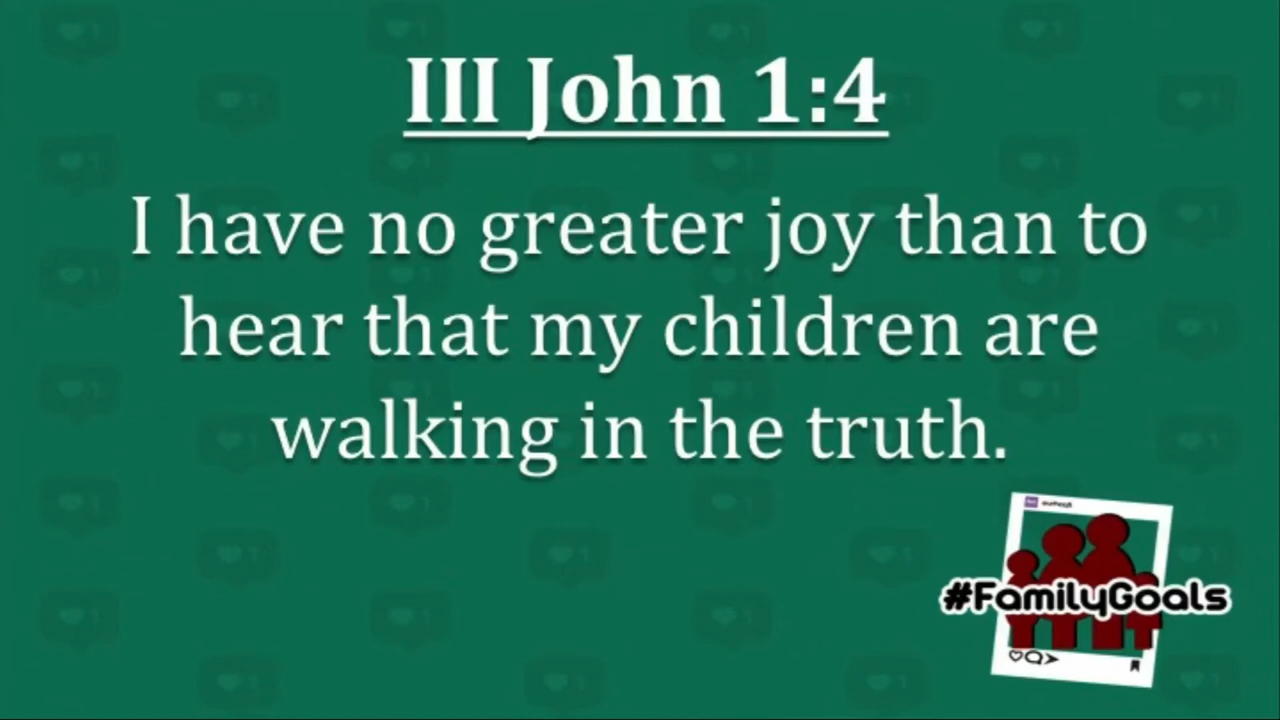 III John 1:4
I have no greater joy than to
hear that my children are
walking in the truth.
#FamilyGoals